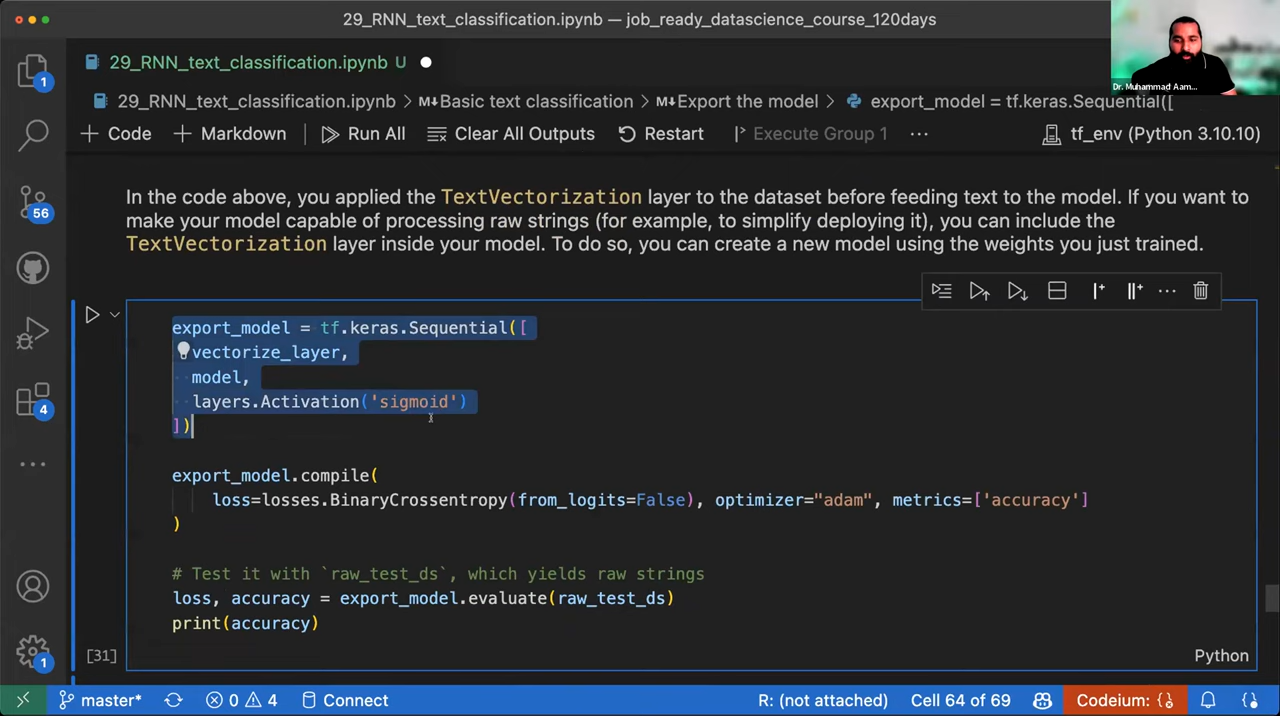 29_RNN_text_classification.ipynb — job_ready_datascience_course_120days
29_RNN_text_classification.ipynb U
Dr. Muhammad Aam...
29_RNN_text_classification.ipynb > M↓Basic text classification > M↓Export the model > export_model = tf.keras.Sequential([
+ Code + Markdown | Run All Clear All Outputs Restart Execute Group 1 ... tf_env (Python 3.10.10)
In the code above, you applied the TextVectorization layer to the dataset before feeding text to the model. If you want to
make your model capable of processing raw strings (for example, to simplify deploying it), you can include the
TextVectorization layer inside your model. To do so, you can create a new model using the weights you just trained.
export_model = tf.keras.Sequential([
vectorize_layer,
model,
layers.Activation('sigmoid')
])
export_model.compile(
loss=losses.BinaryCrossentropy(from_logits=False), optimizer="adam", metrics=['accuracy']
)
# Test it with `raw_test_ds`, which yields raw strings
loss, accuracy = export_model.evaluate(raw_test_ds)
print(accuracy)
[31]
Python
1
56
4
1
master* 0 4 Connect R: (not attached) Cell 64 of 69 Codeium: {}